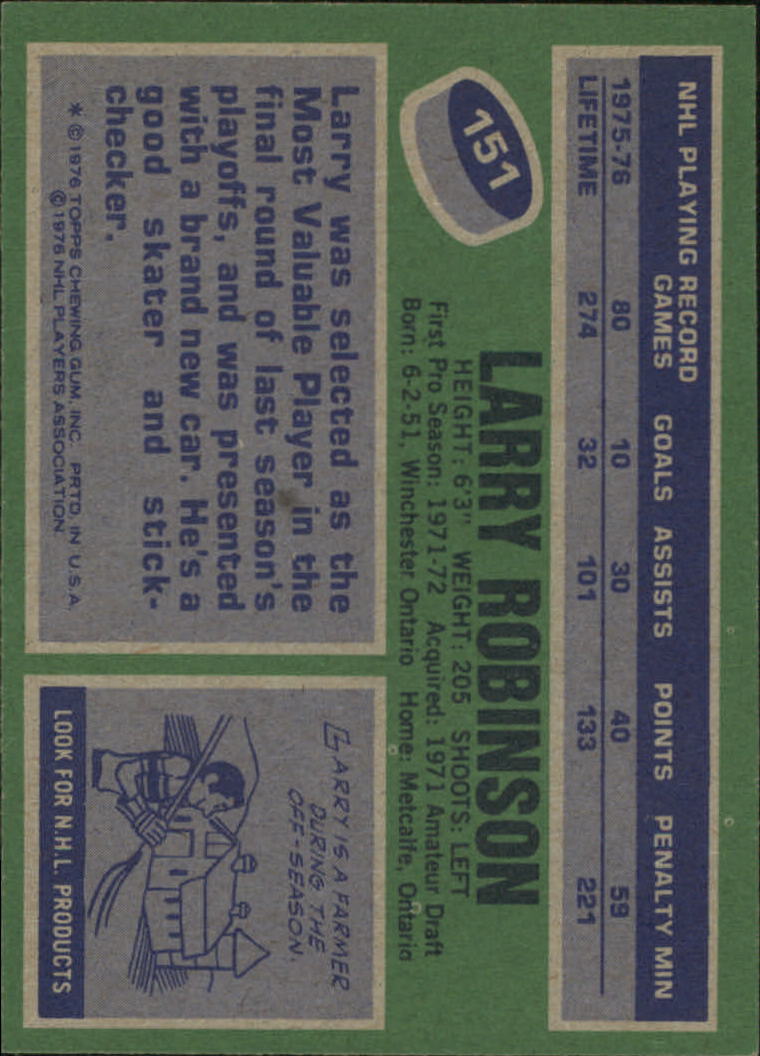 NHL PLAYING RECORD
GAMES GOALS ASSISTS POINTS PENALTY MIN
1975-76 80 10 30 40 59
LIFETIME 274 32 101 133 221
151
LARRY ROBINSON
HEIGHT: 6'3" WEIGHT: 205 SHOOTS: LEFT
First Pro Season: 1971-72 Acquired: 1971 Amateur Draft
Born: 6-2-51, Winchester Ontario Home: Metcalfe, Ontario
Larry was selected as the
Most Valuable Player in the
final round of last season's
playoffs, and was presented
with a brand new car. He's a
good skater and stick-
checker.
* © 1976 TOPPS CHEWING GUM, INC. PRTD. IN U.S.A.
© 1976 NHL PLAYERS ASSOCIATION
LARRY IS A FARMER
DURING THE
OFF-SEASON.
LOOK FOR N.H.L. PRODUCTS